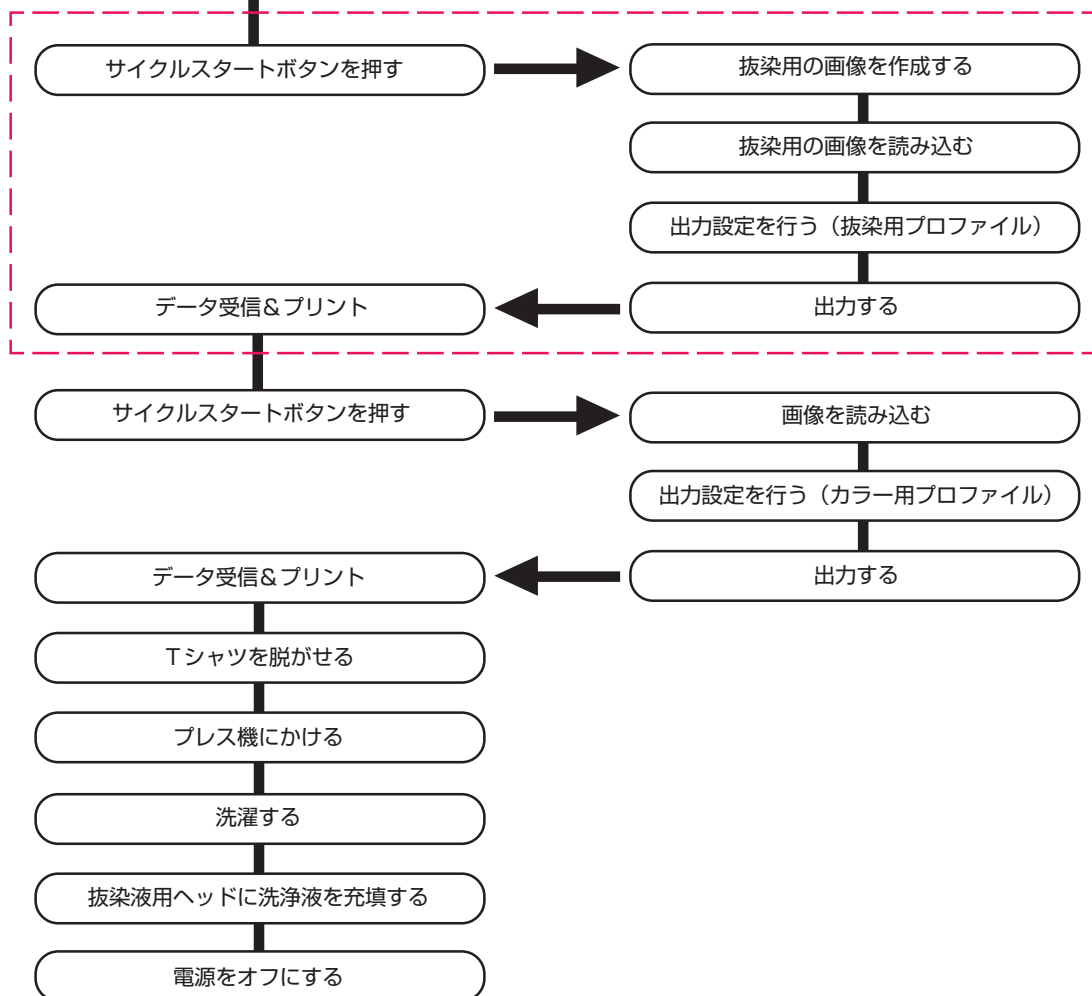 サイクルスタートボタンを押す
抜染用の画像を作成する
抜染用の画像を読み込む
出力設定を行う（抜染用プロファイル）
出力する
データ受信＆プリント
サイクルスタートボタンを押す
画像を読み込む
出力設定を行う（カラー用プロファイル）
出力する
データ受信＆プリント
Tシャツを脱がせる
プレス機にかける
洗濯する
抜染液用ヘッドに洗浄液を充填する
電源をオフにする